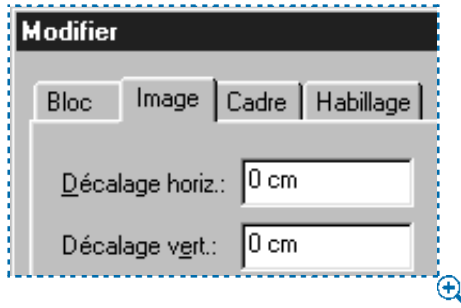 Modifier
Bloc Image Cadre Habillage
Décalage horiz.: 0 cm
Décalage vert.: 0 cm